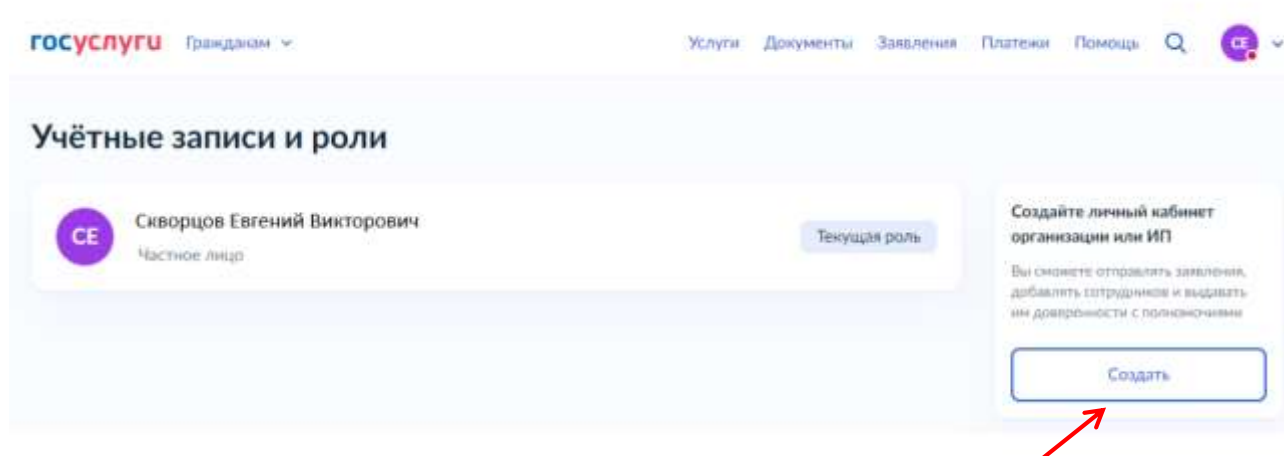 госуслуги Гражданам Услуги Документы Заявления Платежи Помощь СЕ
Учётные записи и роли
СЕ
Скворцов Евгений Викторович
Частное лицо
Текущая роль
Создайте личный кабинет
организации или ИП
Вы сможете отправлять заявления,
добавлять сотрудников и выдавать
им доверенности с полномочиями
Создать